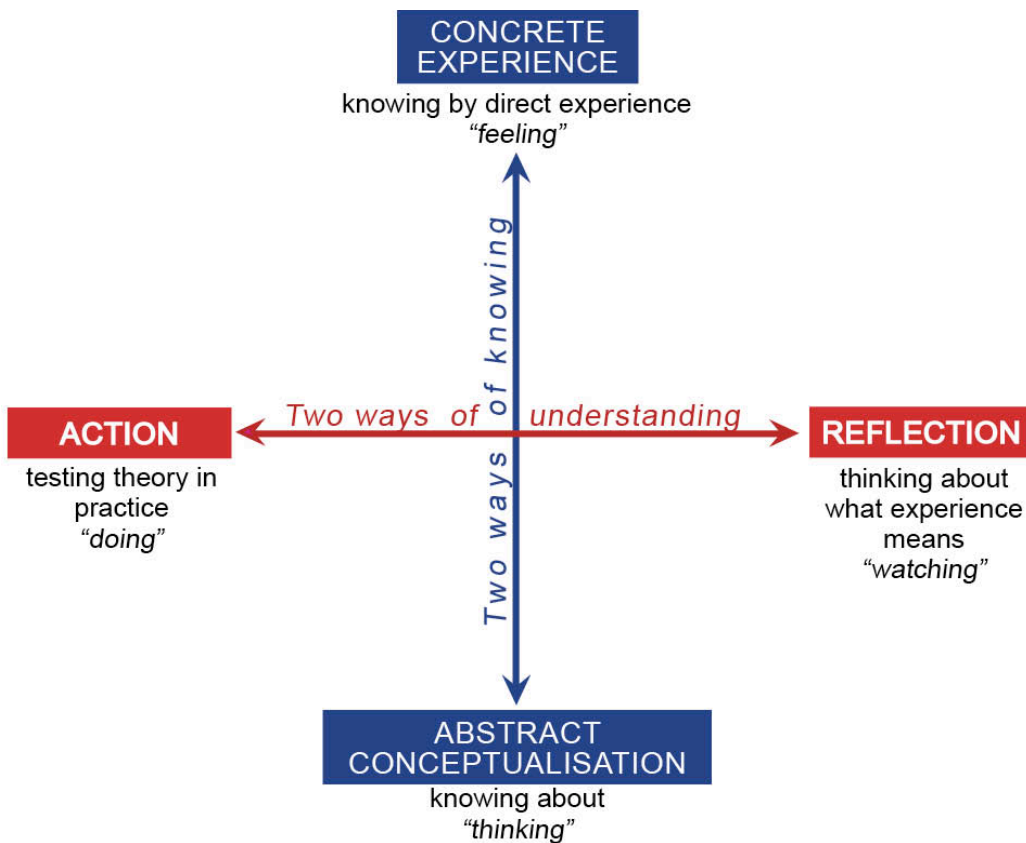 CONCRETE
EXPERIENCE
knowing by direct experience
“feeling”
Two ways of knowing
Two ways of understanding
ACTION
testing theory in
practice
“doing”
REFLECTION
thinking about
what experience
means
“watching”
ABSTRACT
CONCEPTUALISATION
knowing about
“thinking”